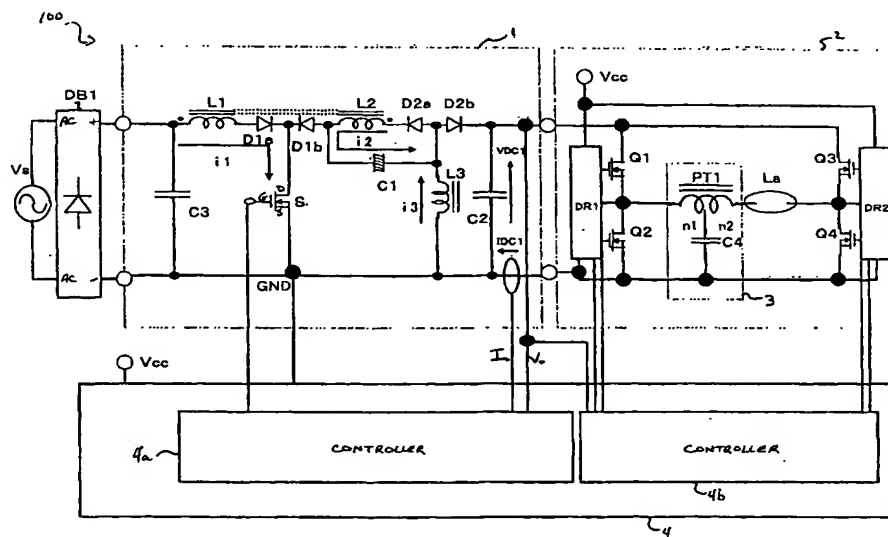 100
1
2
Vcc
DB1
AC +
L1
L2
D2a
D2b
D1a
D1b
i2
i1
VDC1
Q1
Q3
PT1
La
Vs
C1
L3
DR1
DR2
C3
S.
i3
C2
Q2
n1
n2
C4
Q4
IDC1
GND
3
Vcc
I.
V.
4a
CONTROLLER
CONTROLLER
4b
4
AC -